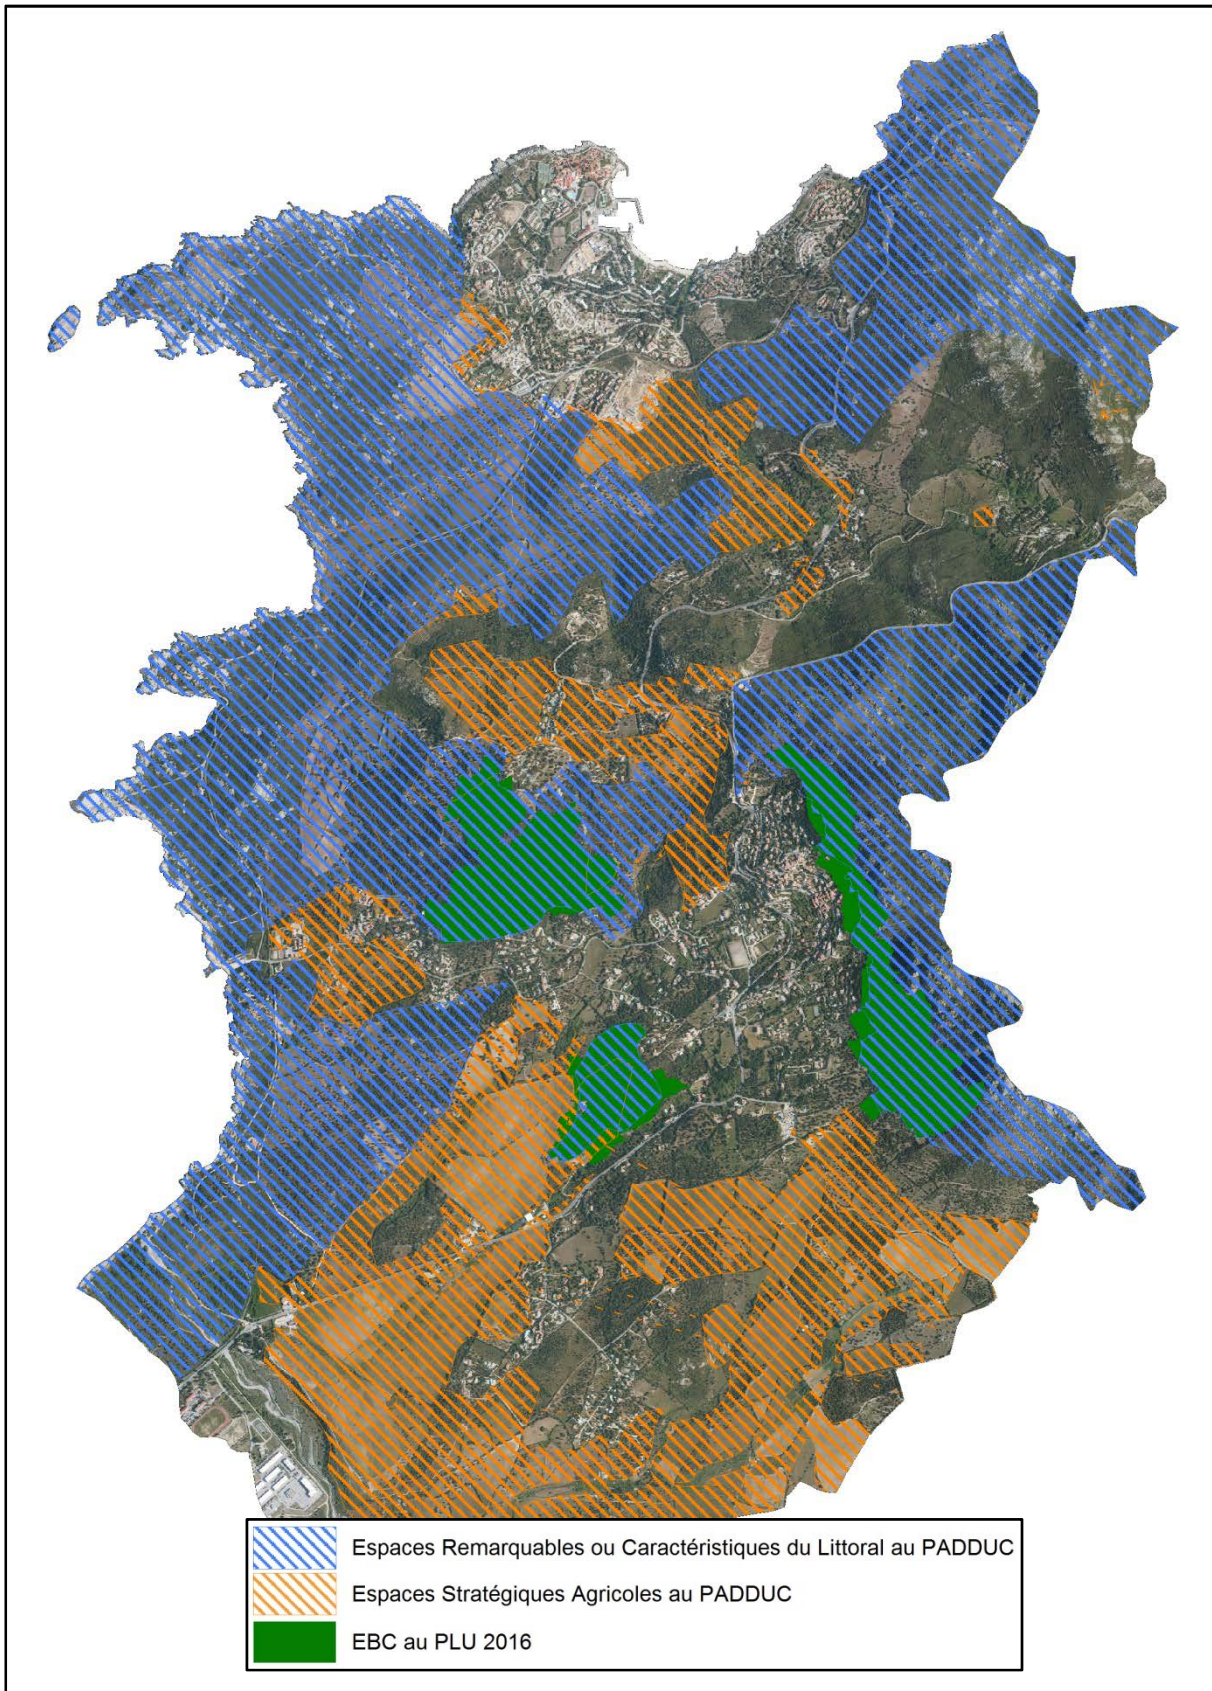 Espaces Remarquables ou Caractéristiques du Littoral au PADDUC
Espaces Stratégiques Agricoles au PADDUC
EBC au PLU 2016